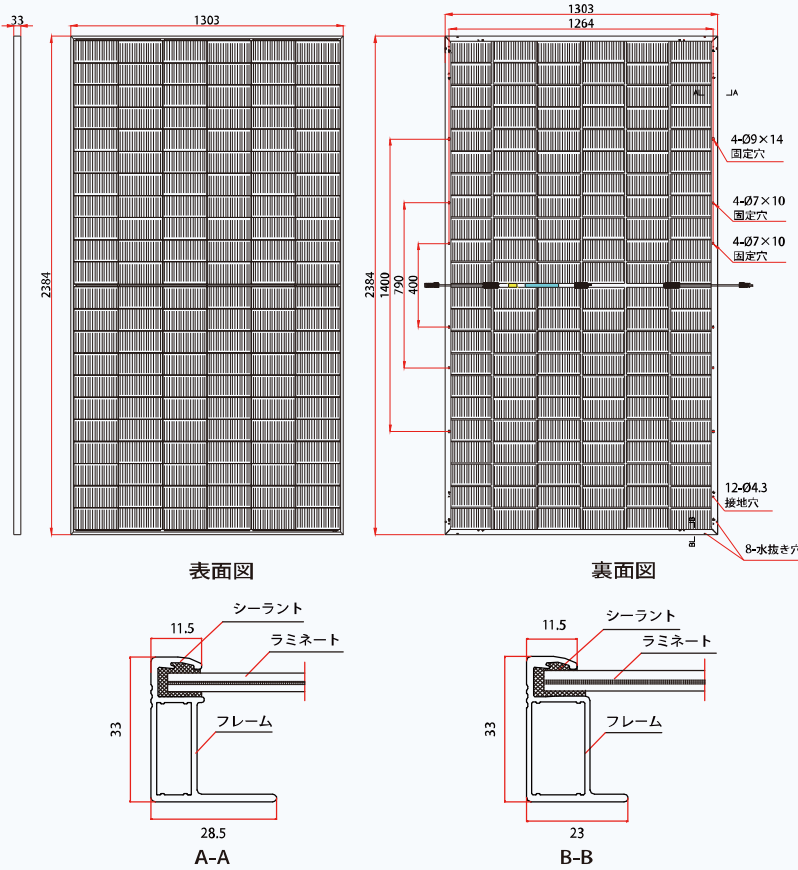 33
1303
2384
表面図
1303
1264
2384
1400
790
400
A
A
4-Ø9×14
固定穴
4-Ø7×10
固定穴
4-Ø7×10
固定穴
12-Ø4.3
接地穴
8-水抜き穴
B
B
裏面図
11.5
シーラント
ラミネート
フレーム
33
28.5
A-A
11.5
シーラント
ラミネート
フレーム
33
23
B-B